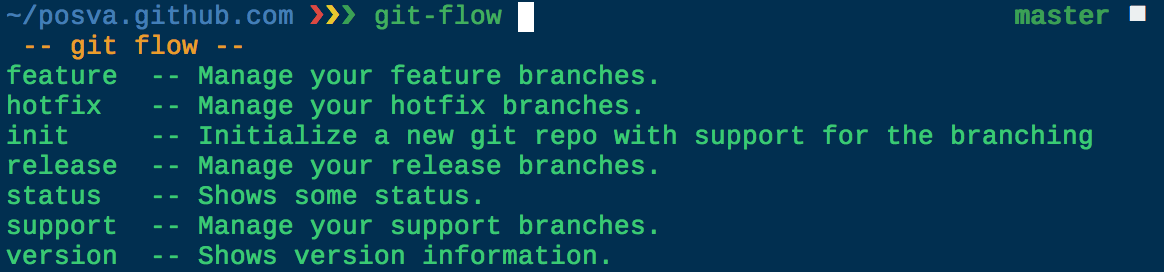 ~/posva.github.com ❯❯❯ git-flow master
-- git flow --
feature -- Manage your feature branches.
hotfix -- Manage your hotfix branches.
init -- Initialize a new git repo with support for the branching
release -- Manage your release branches.
status -- Shows some status.
support -- Manage your support branches.
version -- Shows version information.